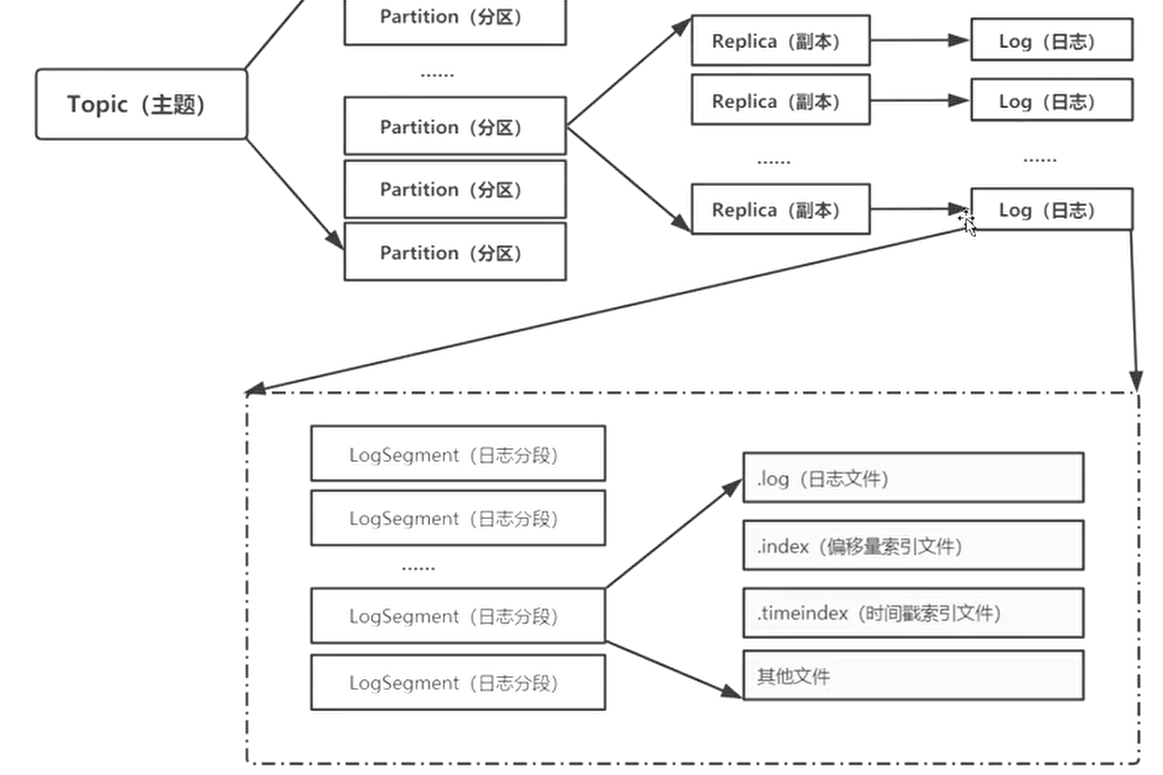 Topic（主题）
Partition（分区）
......
Partition（分区）
Partition（分区）
Partition（分区）
Replica（副本）
Replica（副本）
......
Replica（副本）
Log（日志）
Log（日志）
......
Log（日志）
LogSegment（日志分段）
LogSegment（日志分段）
......
LogSegment（日志分段）
LogSegment（日志分段）
.log（日志文件）
.index（偏移量索引文件）
.timeindex（时间戳索引文件）
其他文件